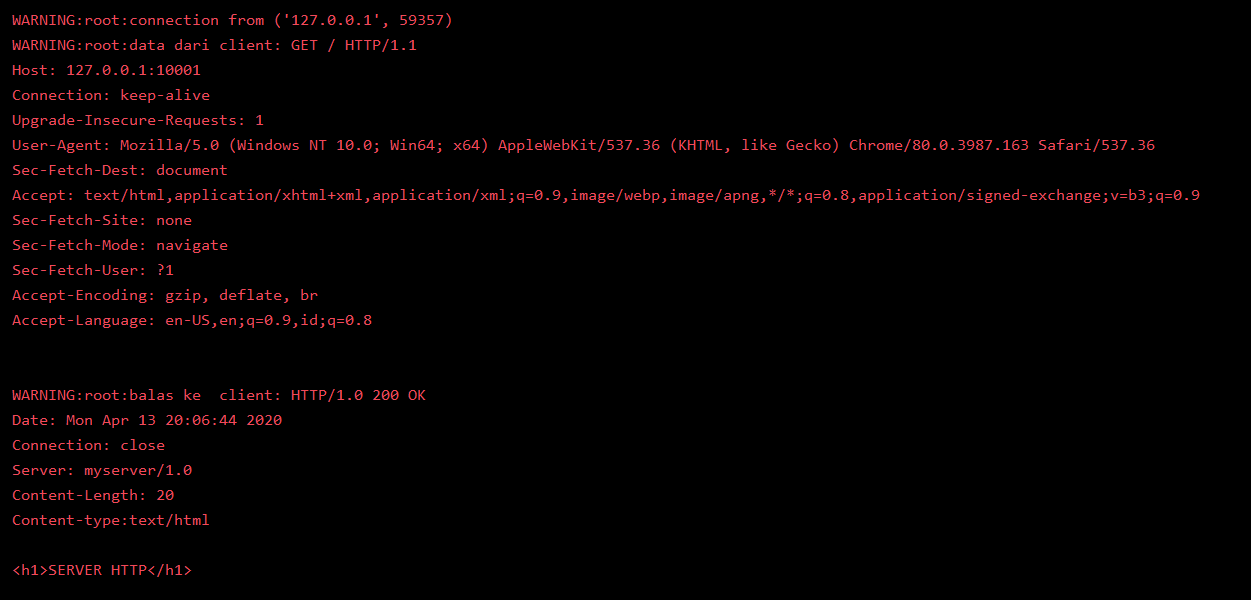 WARNING:root:connection from ('127.0.0.1', 59357)
WARNING:root:data dari client: GET / HTTP/1.1
Host: 127.0.0.1:10001
Connection: keep-alive
Upgrade-Insecure-Requests: 1
User-Agent: Mozilla/5.0 (Windows NT 10.0; Win64; x64) AppleWebKit/537.36 (KHTML, like Gecko) Chrome/80.0.3987.163 Safari/537.36
Sec-Fetch-Dest: document
Accept: text/html,application/xhtml+xml,application/xml;q=0.9,image/webp,image/apng,*/*;q=0.8,application/signed-exchange;v=b3;q=0.9
Sec-Fetch-Site: none
Sec-Fetch-Mode: navigate
Sec-Fetch-User: ?1
Accept-Encoding: gzip, deflate, br
Accept-Language: en-US,en;q=0.9,id;q=0.8
WARNING:root:balas ke  client: HTTP/1.0 200 OK
Date: Mon Apr 13 20:06:44 2020
Connection: close
Server: myserver/1.0
Content-Length: 20
Content-type:text/html
<h1>SERVER HTTP</h1>